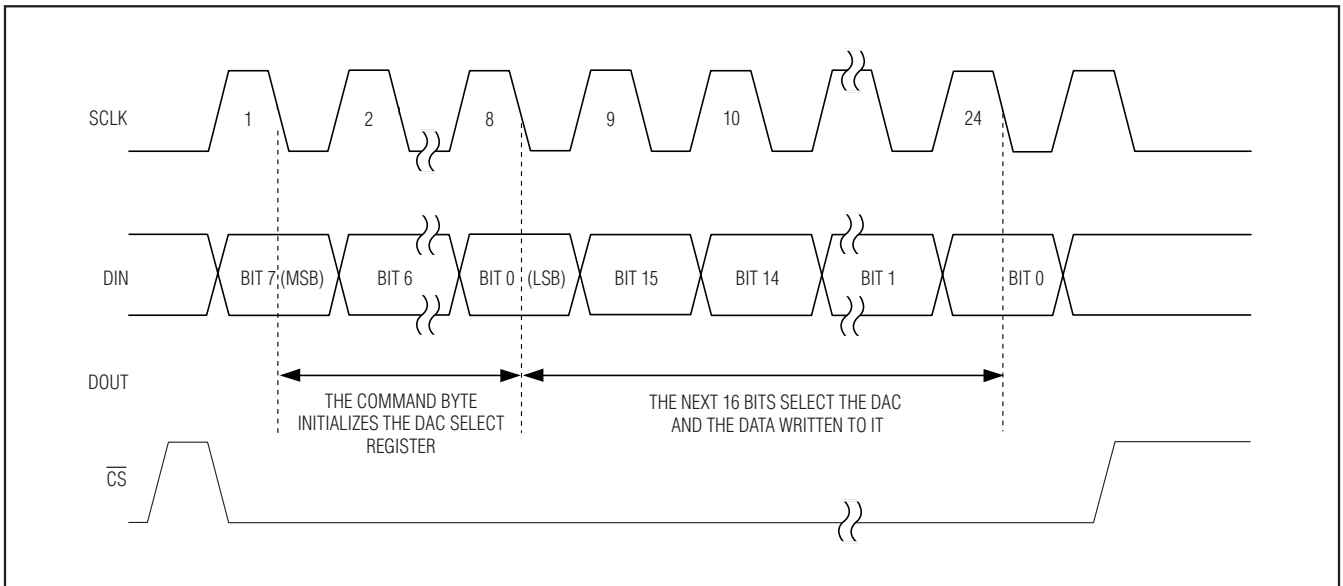 SCLK
1
2
8
9
10
24
DIN
BIT 7 (MSB)
BIT 6
BIT 0 (LSB)
BIT 15
BIT 14
BIT 1
BIT 0
DOUT
THE COMMAND BYTE
INITIALIZES THE DAC SELECT
REGISTER
THE NEXT 16 BITS SELECT THE DAC
AND THE DATA WRITTEN TO IT
CS